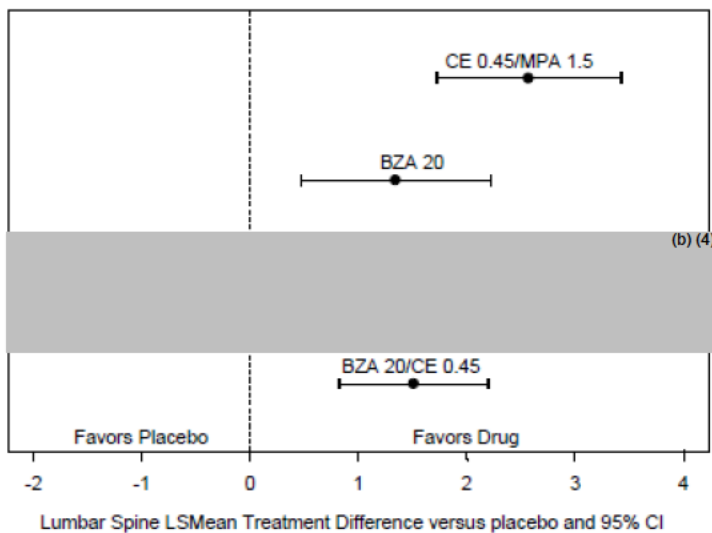 CE 0.45/MPA 1.5
BZA 20
(b) (4)
BZA 20/CE 0.45
Favors Placebo Favors Drug
-2 -1 0 1 2 3 4
Lumbar Spine LSMean Treatment Difference versus placebo and 95% CI